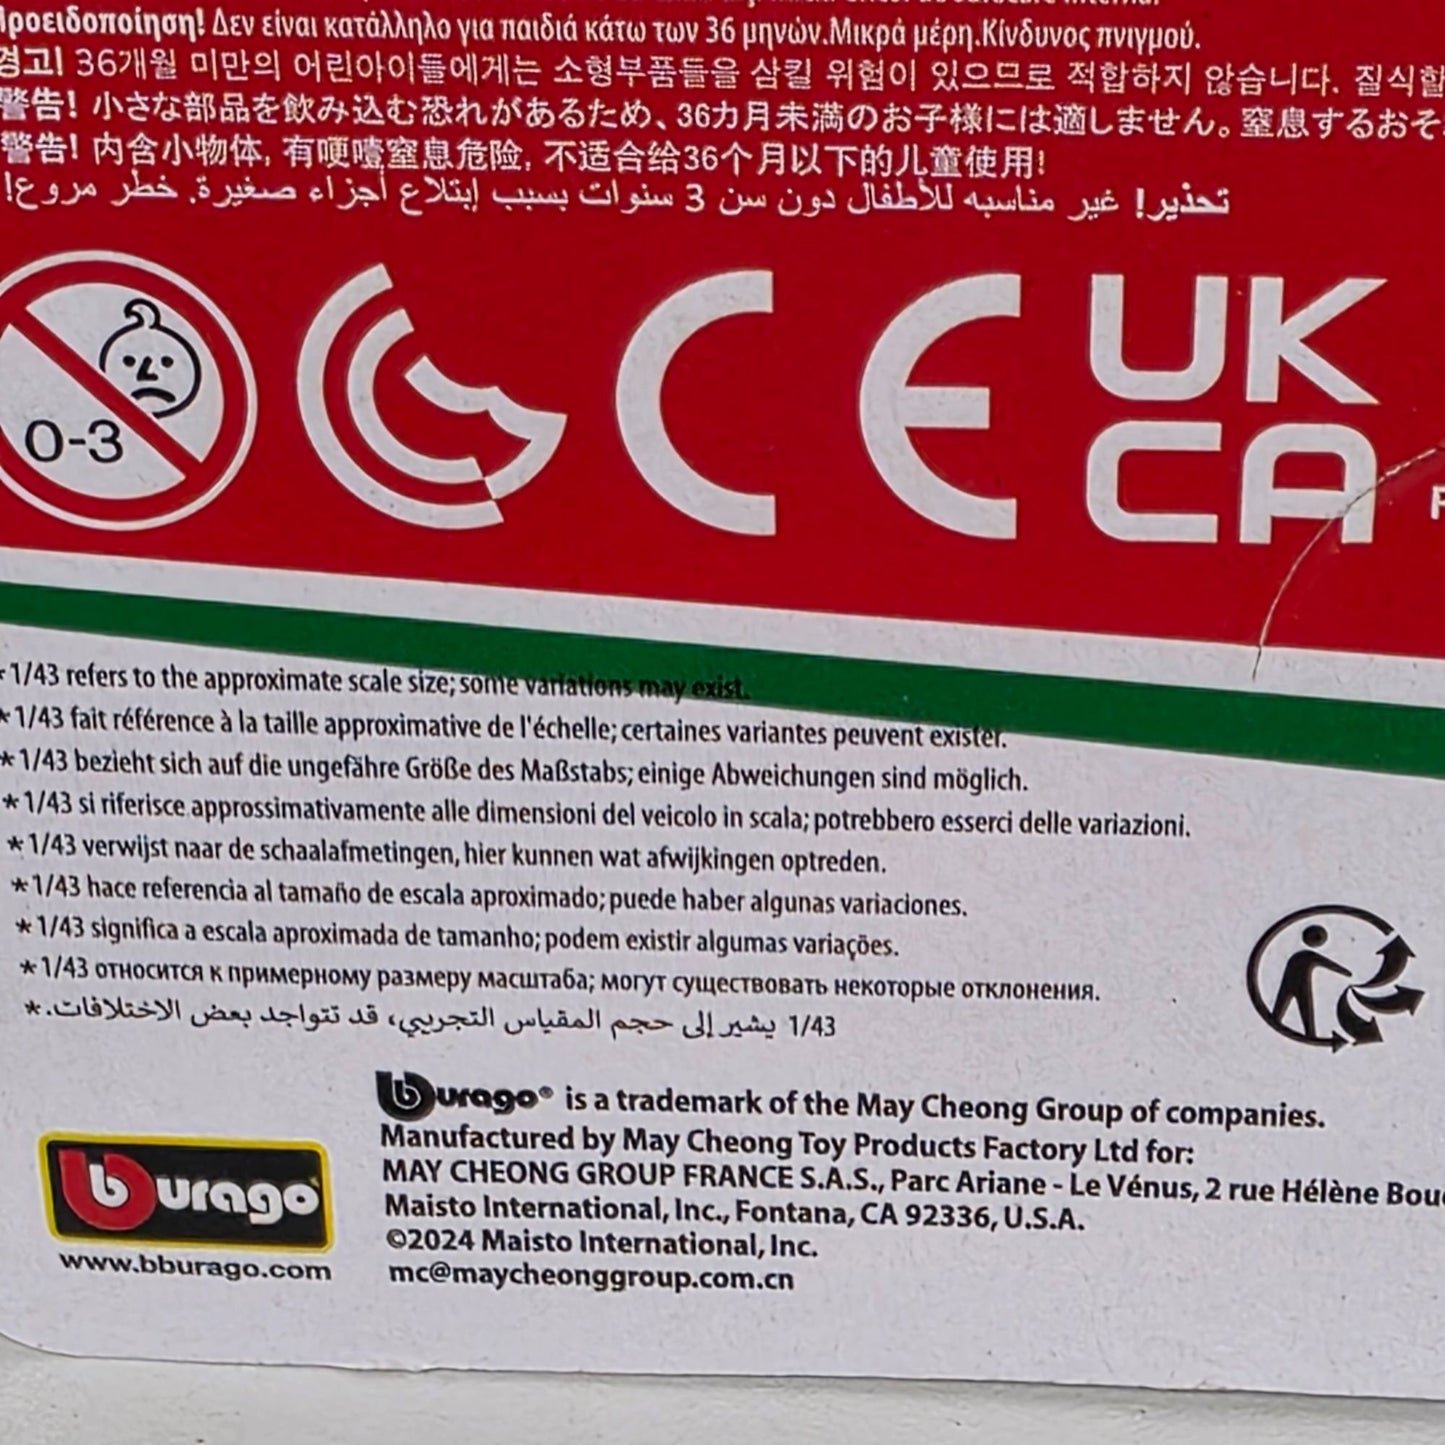 Προειδοποίηση! Δεν είναι κατάλληλο για παιδιά κάτω των 36 μηνών.Μικρά μέρη.Κίνδυνος πνιγμού.
경고! 36개월 미만의 어린아이들에게는 소형부품들을 삼킬 위험이 있으므로 적합하지 않습니다. 질식할
警告! 小さな部品を飲み込む恐れがあるため、36カ月未満のお子様には適しません。窒息するおそ
警告! 内含小物体, 有哽噎窒息危险, 不适合给36个月以下的儿童使用!
تحذير! غير مناسبه للأطفال دون سن 3 سنوات بسبب إبتلاع أجزاء صغيرة. خطر مروع!
0-3
CE
UK
CA
*1/43 refers to the approximate scale size; some variations may exist.
*1/43 fait référence à la taille approximative de l'échelle; certaines variantes peuvent exister.
*1/43 bezieht sich auf die ungefähre Größe des Maßstabs; einige Abweichungen sind möglich.
*1/43 si riferisce approssimativamente alle dimensioni del veicolo in scala; potrebbero esserci delle variazioni.
*1/43 verwijst naar de schaalafmetingen, hier kunnen wat afwijkingen optreden.
*1/43 hace referencia al tamaño de escala aproximado; puede haber algunas variaciones.
*1/43 significa a escala aproximada de tamanho; podem existir algumas variações.
*1/43 относится к примерному размеру масштаба; могут существовать некоторые отклонения.
1/43 يشير إلى حجم المقياس التجريبي، قد تتواجد بعض الاختلافات.*
burago® is a trademark of the May Cheong Group of companies.
Manufactured by May Cheong Toy Products Factory Ltd for:
MAY CHEONG GROUP FRANCE S.A.S., Parc Ariane - Le Vénus, 2 rue Hélène Bou
Maisto International, Inc., Fontana, CA 92336, U.S.A.
©2024 Maisto International, Inc.
mc@maycheonggroup.com.cn
burago
www.bburago.com